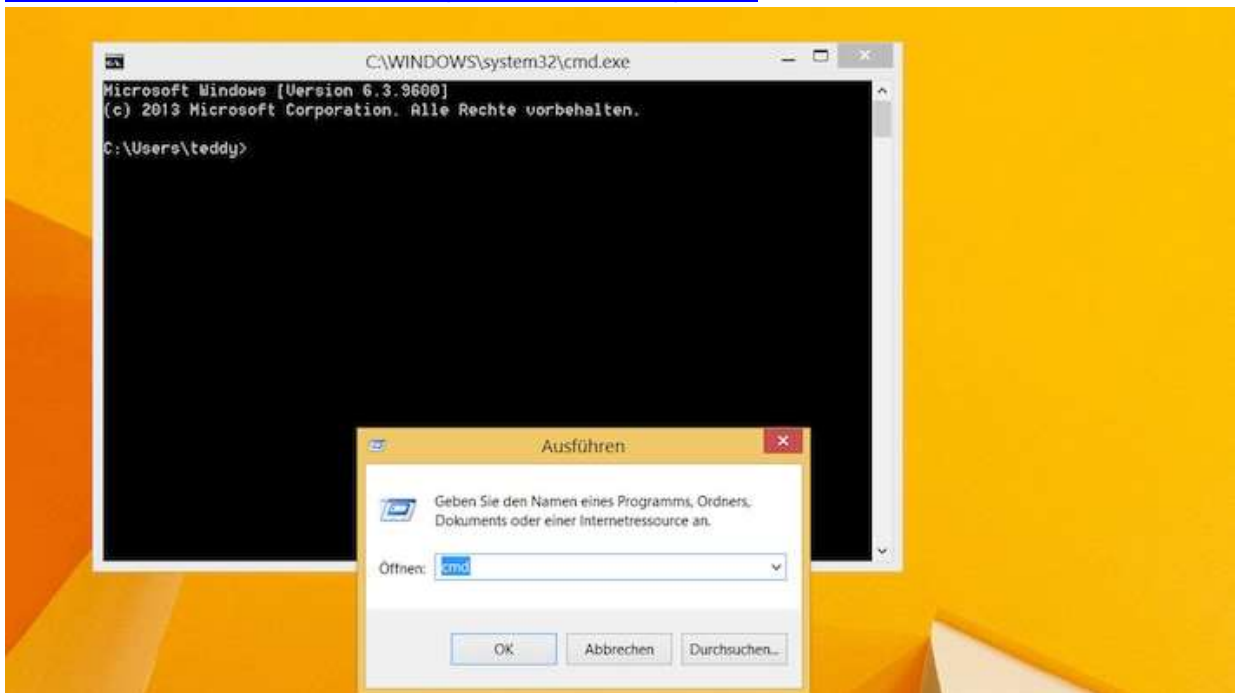 C:\WINDOWS\system32\cmd.exe
Microsoft Windows [Version 6.3.9600]
(c) 2013 Microsoft Corporation. Alle Rechte vorbehalten.
C:\Users\teddy>
Ausführen
Geben Sie den Namen eines Programms, Ordners,
Dokuments oder einer Internetressource an.
Öffnen: cmd
OK Abbrechen Durchsuchen...